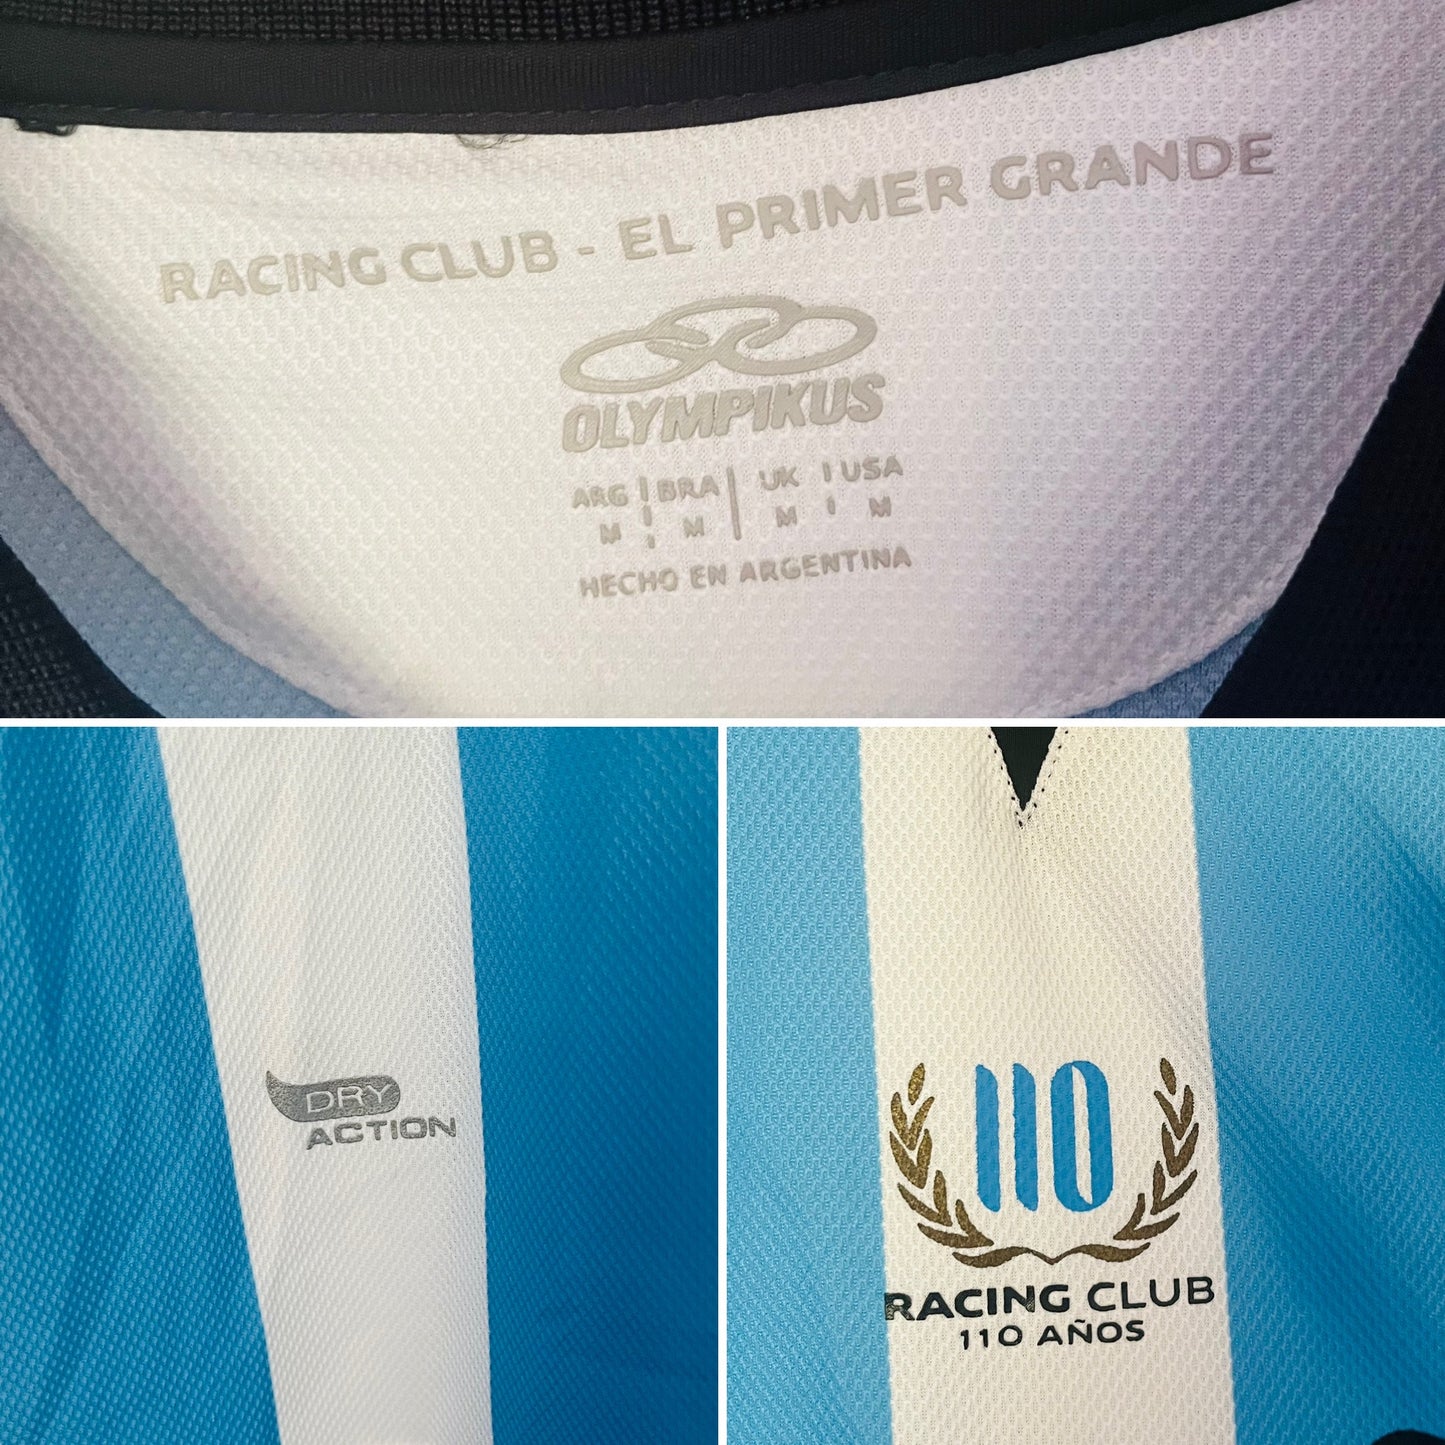 RACING CLUB - EL PRIMER GRANDE
OLYMPIKUS
ARG | BRA | UK | USA
M | M | M | M
HECHO EN ARGENTINA
DRY
ACTION
110
RACING CLUB
110 AÑOS